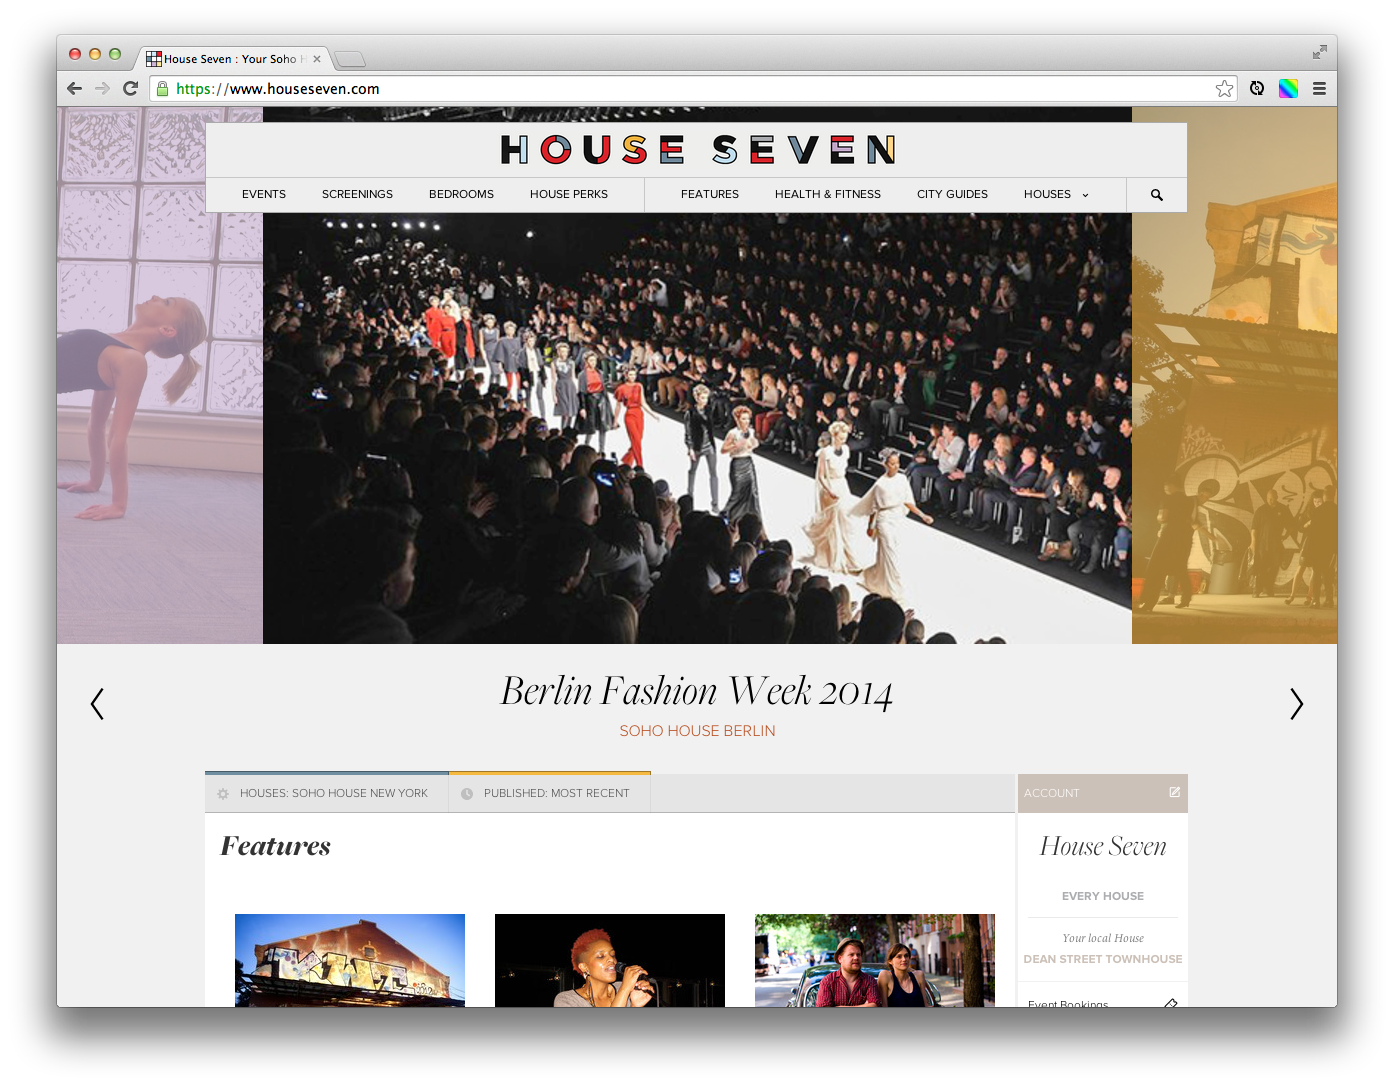 House Seven : Your Soho
https://www.houseseven.com
HOUSE SEVEN
EVENTS SCREENINGS BEDROOMS HOUSE PERKS FEATURES HEALTH & FITNESS CITY GUIDES HOUSES
Berlin Fashion Week 2014
SOHO HOUSE BERLIN
HOUSES: SOHO HOUSE NEW YORK PUBLISHED: MOST RECENT ACCOUNT
Features
House Seven
EVERY HOUSE
Your local House
DEAN STREET TOWNHOUSE
Event Bookings